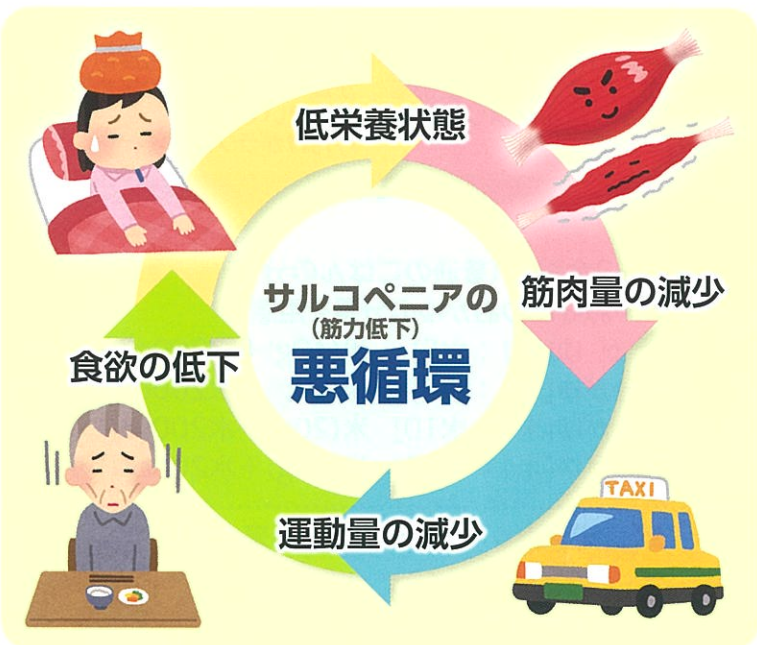 低栄養状態
筋肉量の減少
サルコペニアの
(筋力低下)
悪循環
食欲の低下
運動量の減少
TAXI